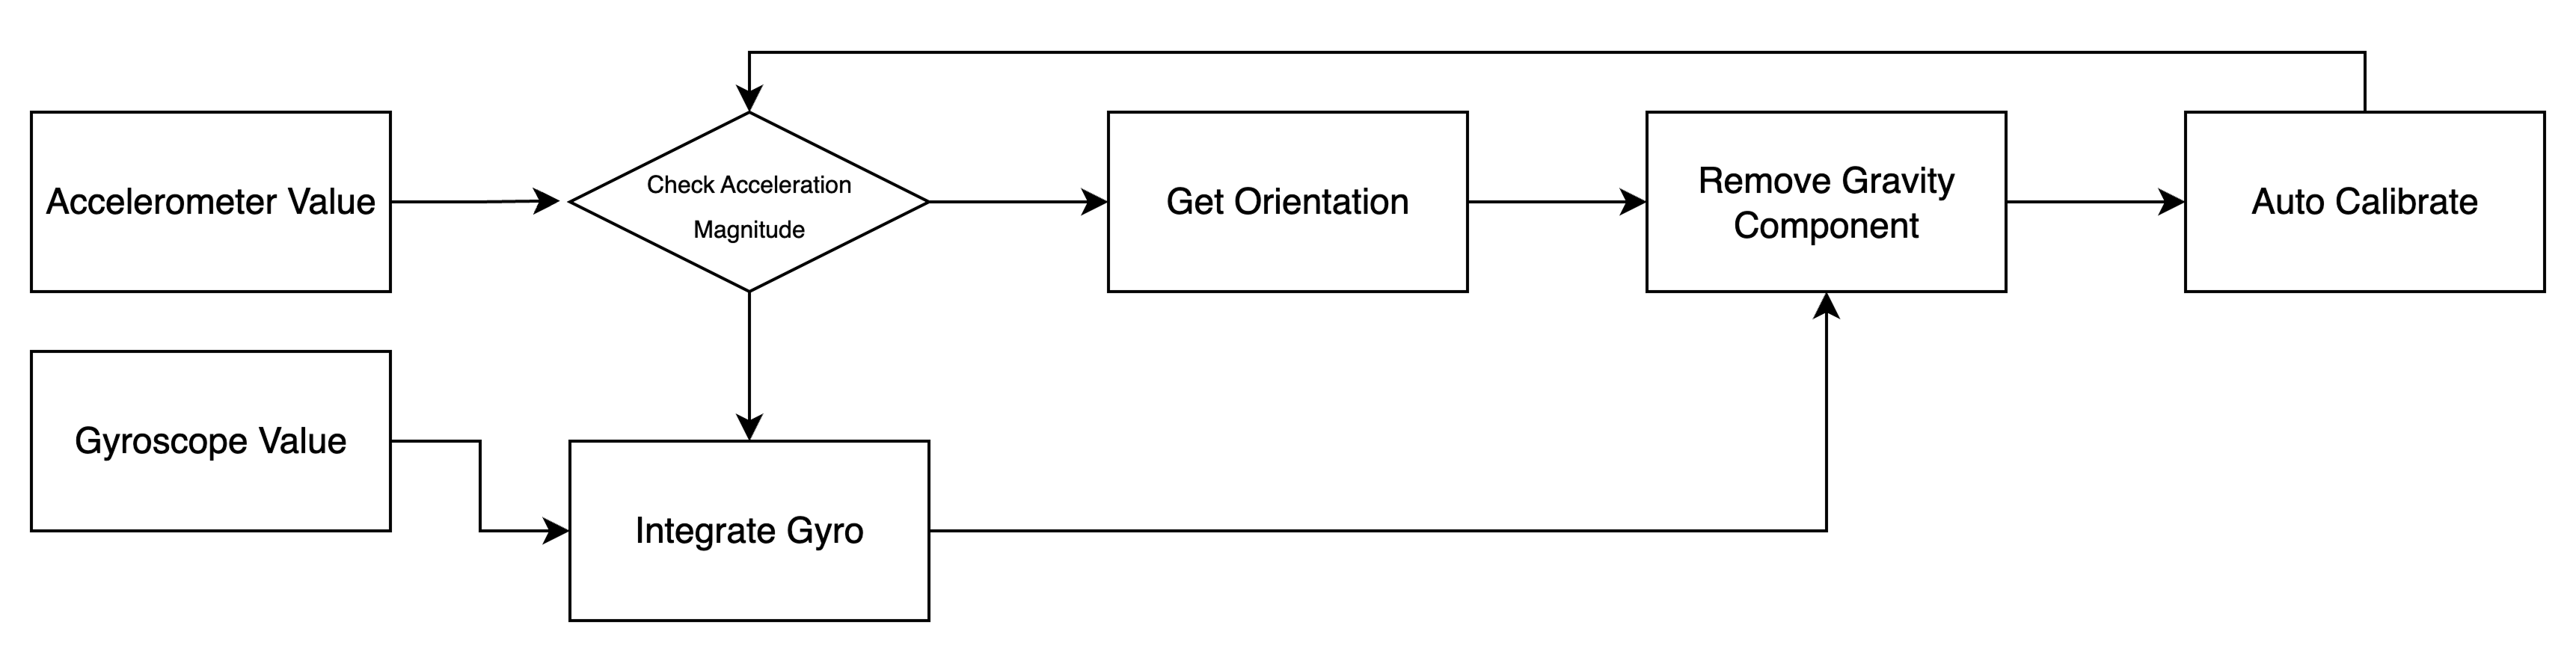 Accelerometer Value
Check Acceleration
Magnitude
Get Orientation
Remove Gravity
Component
Auto Calibrate
Gyroscope Value
Integrate Gyro